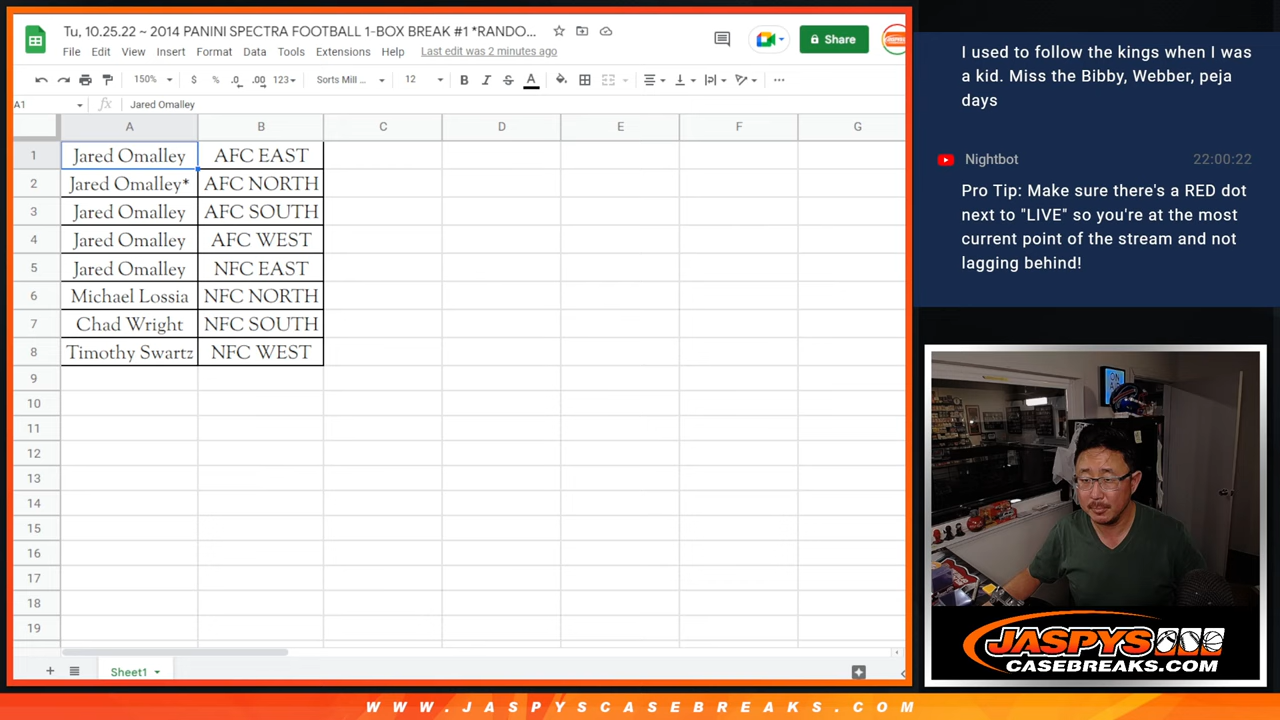 Tu, 10.25.22 ~ 2014 PANINI SPECTRA FOOTBALL 1-BOX BREAK #1 *RANDO...
File Edit View Insert Format Data Tools Extensions Help Last edit was 2 minutes ago
Share
150% $ % .0 .00 123 Sorts Mill ... 12 B I S A
A1 fx Jared Omalley
A B C D E F G
1 Jared Omalley AFC EAST
2 Jared Omalley* AFC NORTH
3 Jared Omalley AFC SOUTH
4 Jared Omalley AFC WEST
5 Jared Omalley NFC EAST
6 Michael Lossia NFC NORTH
7 Chad Wright NFC SOUTH
8 Timothy Swartz NFC WEST
9
10
11
12
13
14
15
16
17
18
19
Sheet1
I used to follow the kings when I was
a kid. Miss the Bibby, Webber, peja
days
Nightbot 22:00:22
Pro Tip: Make sure there's a RED dot
next to "LIVE" so you're at the most
current point of the stream and not
lagging behind!
ON
JASPYS
CASEBREAKS.COM
WWW.JASPYSCASEBREAKS.COM